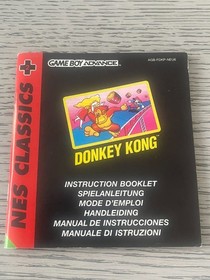 GAME BOY ADVANCE
NES CLASSICS
DONKEY KONG
INSTRUCTION BOOKLET
SPIELANLEITUNG
MODE D'EMPLOI
HANDLEIDING
MANUAL DE INSTRUCCIONES
MANUALE DI ISTRUZIONI